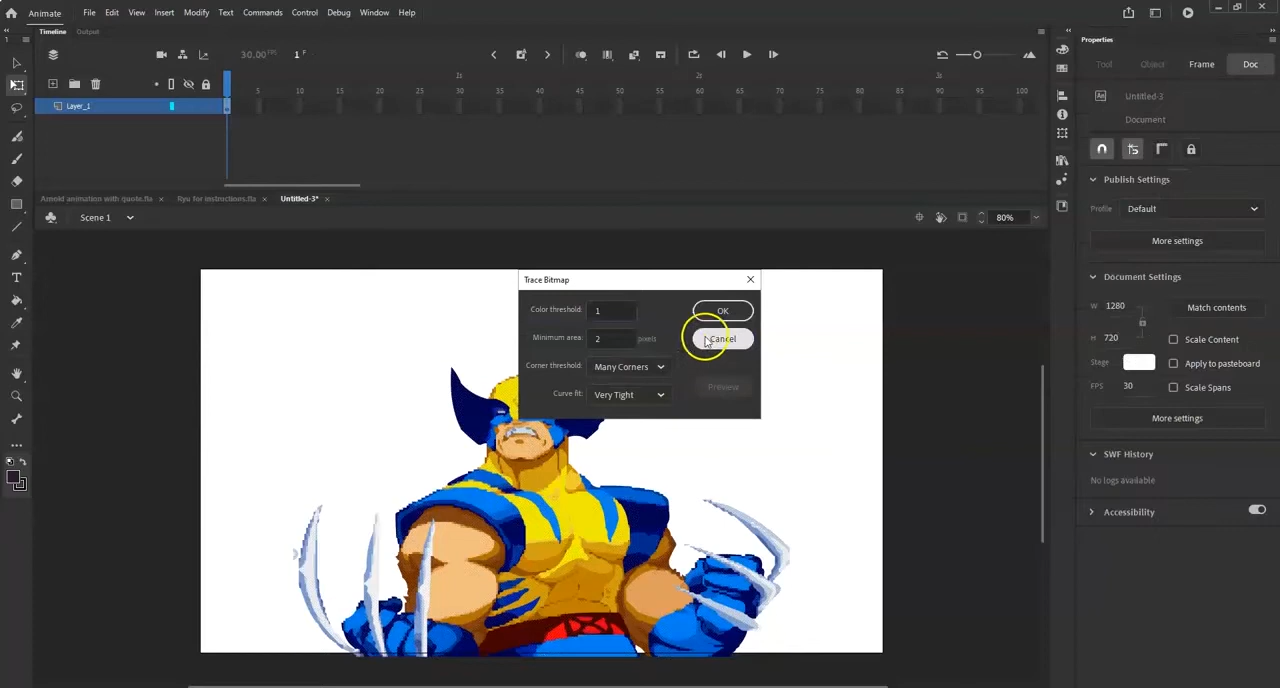 Animate File Edit View Insert Modify Text Commands Control Debug Window Help
Timeline Output
30.00 FPS 1 F
1s 2s 3s
5 10 15 20 25 30 35 40 45 50 55 60 65 70 75 80 85 90 95 100
Layer_1
Arnold animation with quote.fla × Ryu for instructions.fla × Untitled-3* ×
Scene 1 80%
Trace Bitmap
Color threshold: 1 OK
Minimum area: 2 pixels Cancel
Corner threshold: Many Corners
Preview
Curve fit: Very Tight
Properties
Tool Object Frame Doc
An Untitled-3
Document
Publish Settings
Profile Default
More settings
Document Settings
W 1280 Match contents
H 720 Scale Content
Stage Apply to pasteboard
FPS 30 Scale Spans
More settings
SWF History
No logs available
Accessibility